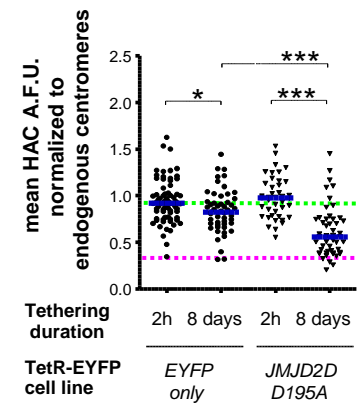 mean HAC A.F.U.
normalized to
endogenous centromeres
2.5
2.0
1.5
1.0
0.5
0.0
***
*
***
Tethering
duration
2h 8 days 2h 8 days
TetR-EYFP
cell line
EYFP
only
JMJD2D
D195A